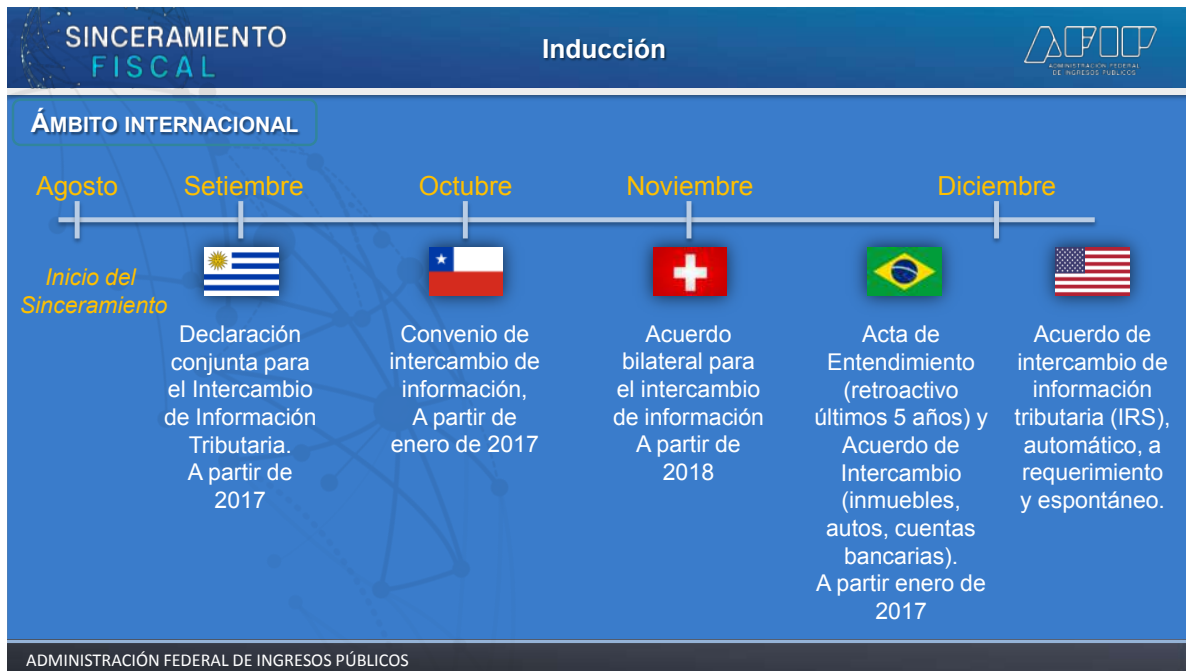 SINCERAMIENTO
FISCAL
Inducción
AFIP
ADMINISTRACIÓN FEDERAL
DE INGRESOS PÚBLICOS
ÁMBITO INTERNACIONAL
Agosto
Setiembre
Octubre
Noviembre
Diciembre
Inicio del
Sinceramiento
Declaración
conjunta para
el Intercambio
de Información
Tributaria.
A partir de
2017
Convenio de
intercambio de
información,
A partir de
enero de 2017
Acuerdo
bilateral para
el intercambio
de información
A partir de
2018
Acta de
Entendimiento
(retroactivo
últimos 5 años) y
Acuerdo de
Intercambio
(inmuebles,
autos, cuentas
bancarias).
A partir enero de
2017
Acuerdo de
intercambio de
información
tributaria (IRS),
automático, a
requerimiento
y espontáneo.
ADMINISTRACIÓN FEDERAL DE INGRESOS PÚBLICOS